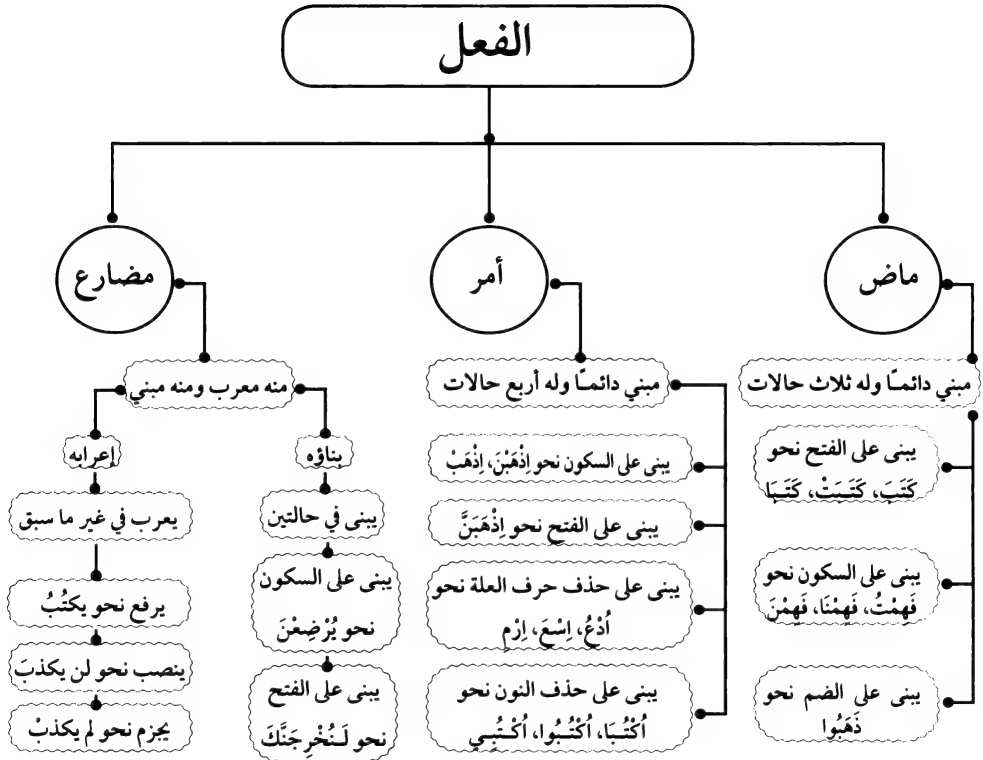 الفعل
ماض
مبني دائمًا وله ثلاث حالات
يبنى على الفتح نحو
كَتَبَ، كَتَبَتْ، كَتَبَا
يبنى على السكون نحو
فَهِمْتُ، فَهِمْنَا، فَهِمْنَ
يبنى على الضم نحو
ذَهَبُوا
أمر
مبني دائمًا وله أربع حالات
يبنى على السكون نحو اِذْهَبْنَ، اِذْهَبْ
يبنى على الفتح نحو اِذْهَبَنَّ
يبنى على حذف حرف العلة نحو
اُدْعُ، اِسْعَ، اِرْمِ
يبنى على حذف النون نحو
اُكْتُبَا، اُكْتُبُوا، اُكْتُبِي
مضارع
منه معرب ومنه مبني
بناؤه
يبنى في حالتين
يبنى على السكون
نحو يُرْضِعْنَ
يبنى على الفتح
نحو لَنُخْرِجَنَّكَ
إعرابه
يعرب في غير ما سبق
يرفع نحو يكتُبُ
ينصب نحو لن يكذبَ
يجزم نحو لم يكذبْ